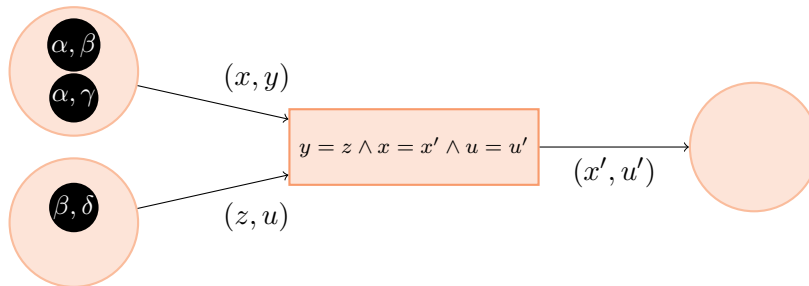 α, β
α, γ
(x, y)
y = z ∧ x = x′ ∧ u = u′
(x′, u′)
β, δ
(z, u)